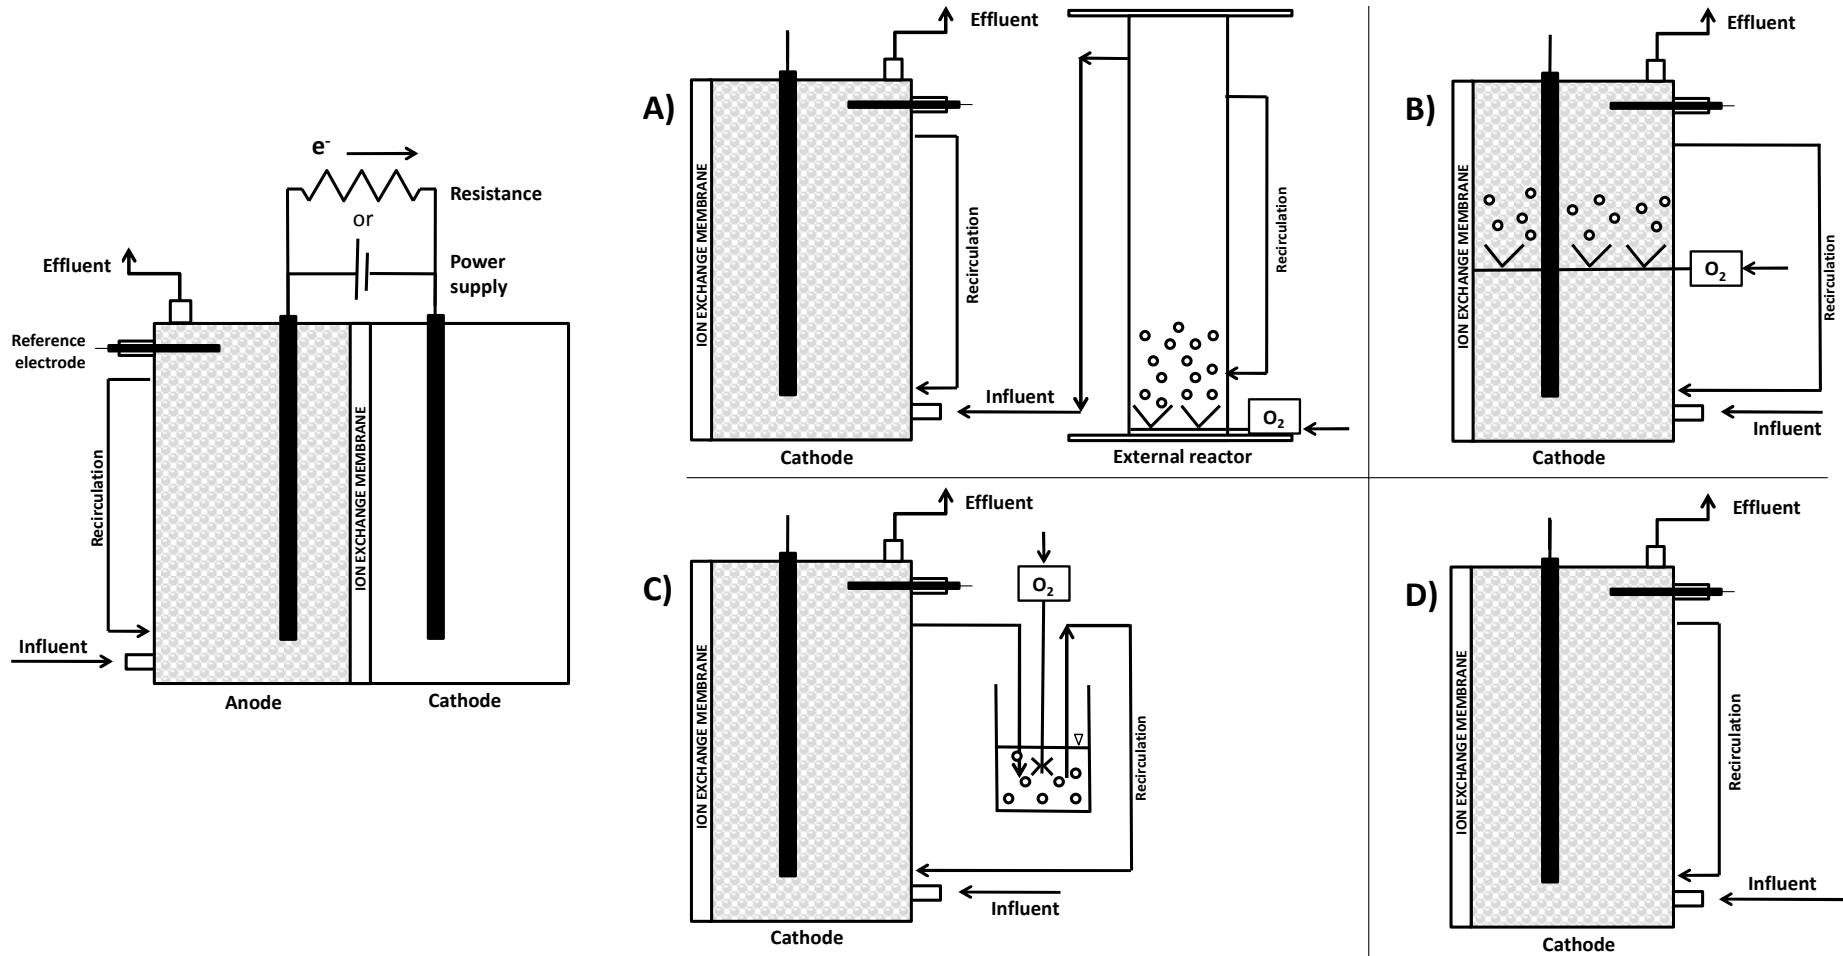 e-
Resistance
or
Power
supply
Effluent
Reference
electrode
Recirculation
ION EXCHANGE MEMBRANE
Influent
Anode
Cathode
A)
Effluent
ION EXCHANGE MEMBRANE
Recirculation
Recirculation
Influent
O2
Cathode
External reactor
B)
Effluent
ION EXCHANGE MEMBRANE
O2
Recirculation
Influent
Cathode
C)
Effluent
O2
ION EXCHANGE MEMBRANE
Recirculation
Influent
Cathode
D)
Effluent
ION EXCHANGE MEMBRANE
Recirculation
Influent
Cathode